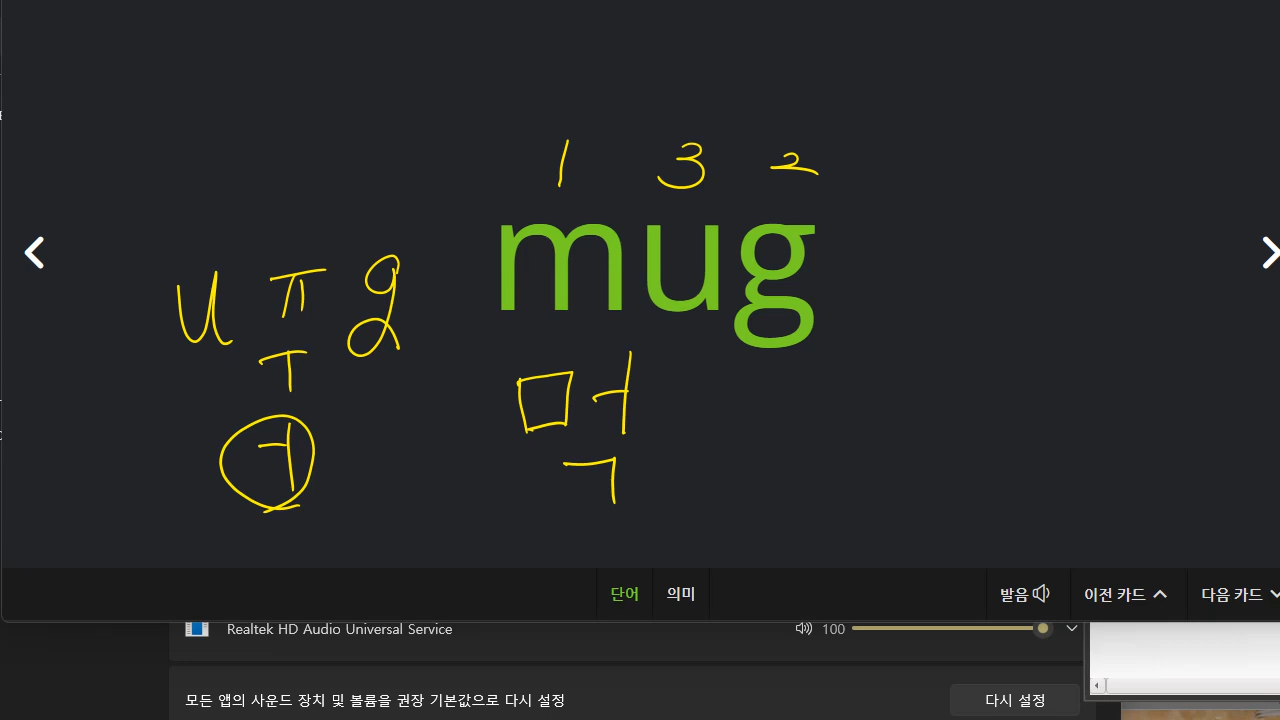 1 3 2
mug
u ㅠ g
ㅜ
ㅓ
머
ㄱ
단어 의미 발음 이전 카드 다음 카드
Realtek HD Audio Universal Service 100
모든 앱의 사운드 장치 및 볼륨을 권장 기본값으로 다시 설정 다시 설정